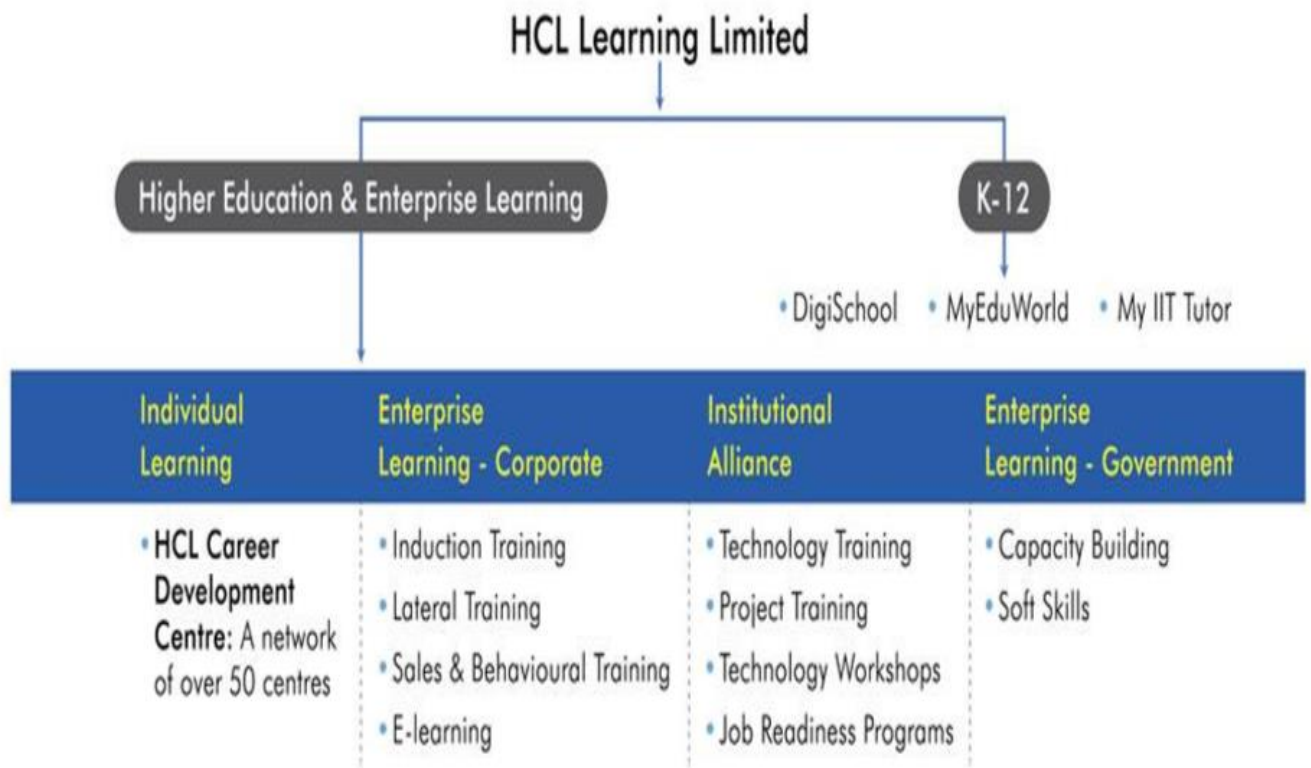 HCL Learning Limited
Higher Education & Enterprise Learning
K-12
• DigiSchool • MyEduWorld • My IIT Tutor
Individual
Learning
• HCL Career
Development
Centre: A network
of over 50 centres
Enterprise
Learning - Corporate
• Induction Training
• Lateral Training
• Sales & Behavioural Training
• E-learning
Institutional
Alliance
• Technology Training
• Project Training
• Technology Workshops
• Job Readiness Programs
Enterprise
Learning - Government
• Capacity Building
• Soft Skills